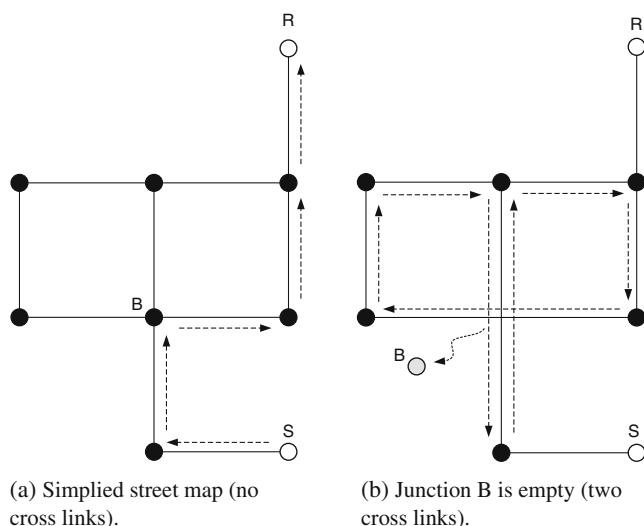 R
R
B
B
S
S
(a) Simplied street map (no
cross links).
(b) Junction B is empty (two
cross links).